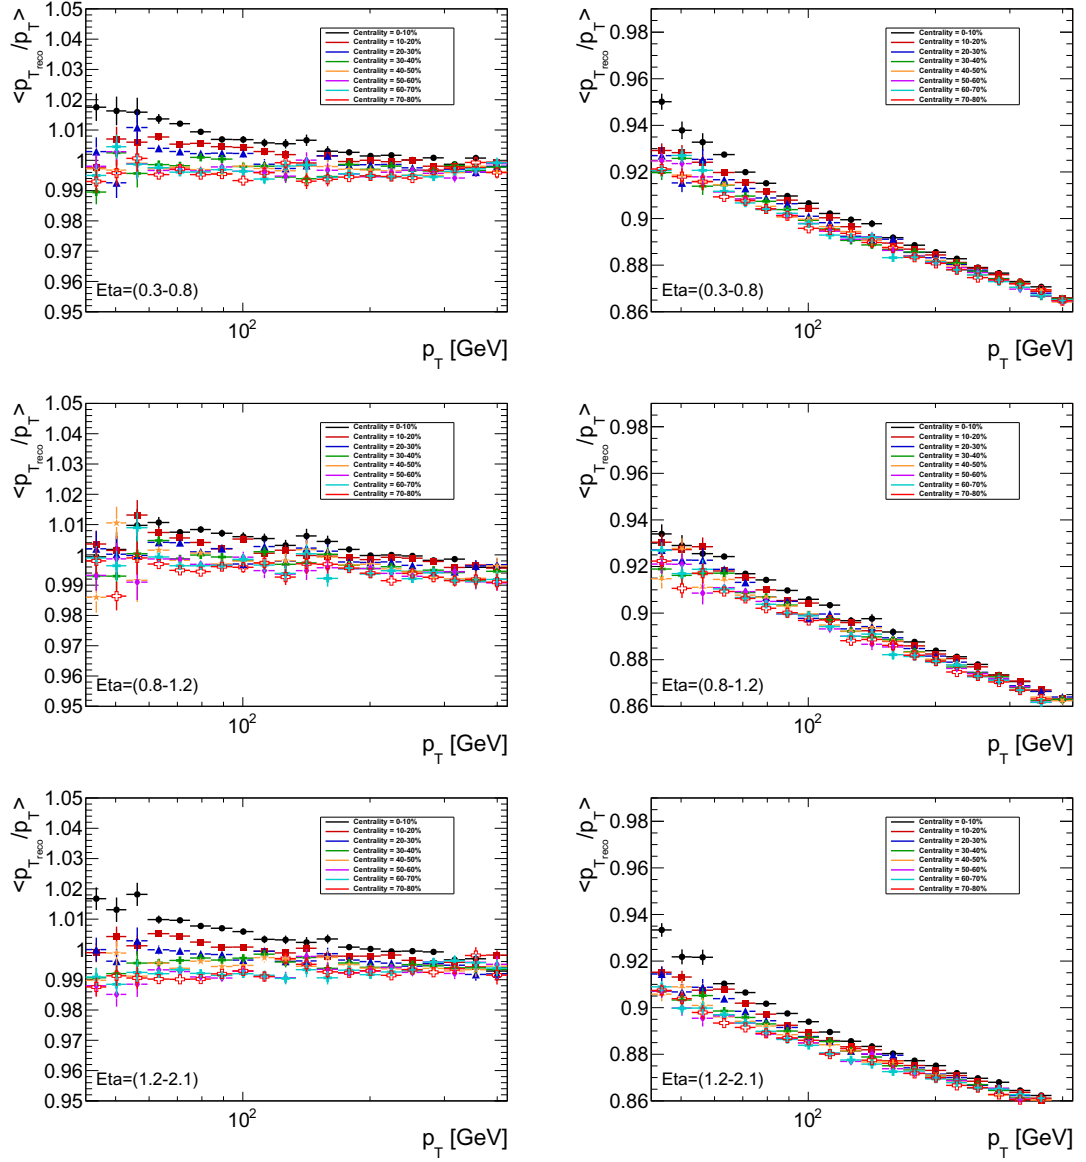 <p_T_reco/p_T>
1.05
1.04
1.03
1.02
1.01
1
0.99
0.98
0.97
0.96
0.95
Centrality = 0-10%
Centrality = 10-20%
Centrality = 20-30%
Centrality = 30-40%
Centrality = 40-50%
Centrality = 50-60%
Centrality = 60-70%
Centrality = 70-80%
Eta=(0.3-0.8)
10²
p_T [GeV]
<p_T_reco/p_T>
0.98
0.96
0.94
0.92
0.9
0.88
0.86
Centrality = 0-10%
Centrality = 10-20%
Centrality = 20-30%
Centrality = 30-40%
Centrality = 40-50%
Centrality = 50-60%
Centrality = 60-70%
Centrality = 70-80%
Eta=(0.3-0.8)
10²
p_T [GeV]
<p_T_reco/p_T>
1.05
1.04
1.03
1.02
1.01
1
0.99
0.98
0.97
0.96
0.95
Centrality = 0-10%
Centrality = 10-20%
Centrality = 20-30%
Centrality = 30-40%
Centrality = 40-50%
Centrality = 50-60%
Centrality = 60-70%
Centrality = 70-80%
Eta=(0.8-1.2)
10²
p_T [GeV]
<p_T_reco/p_T>
0.98
0.96
0.94
0.92
0.9
0.88
0.86
Centrality = 0-10%
Centrality = 10-20%
Centrality = 20-30%
Centrality = 30-40%
Centrality = 40-50%
Centrality = 50-60%
Centrality = 60-70%
Centrality = 70-80%
Eta=(0.8-1.2)
10²
p_T [GeV]
<p_T_reco/p_T>
1.05
1.04
1.03
1.02
1.01
1
0.99
0.98
0.97
0.96
0.95
Centrality = 0-10%
Centrality = 10-20%
Centrality = 20-30%
Centrality = 30-40%
Centrality = 40-50%
Centrality = 50-60%
Centrality = 60-70%
Centrality = 70-80%
Eta=(1.2-2.1)
10²
p_T [GeV]
<p_T_reco/p_T>
0.98
0.96
0.94
0.92
0.9
0.88
0.86
Centrality = 0-10%
Centrality = 10-20%
Centrality = 20-30%
Centrality = 30-40%
Centrality = 40-50%
Centrality = 50-60%
Centrality = 60-70%
Centrality = 70-80%
Eta=(1.2-2.1)
10²
p_T [GeV]